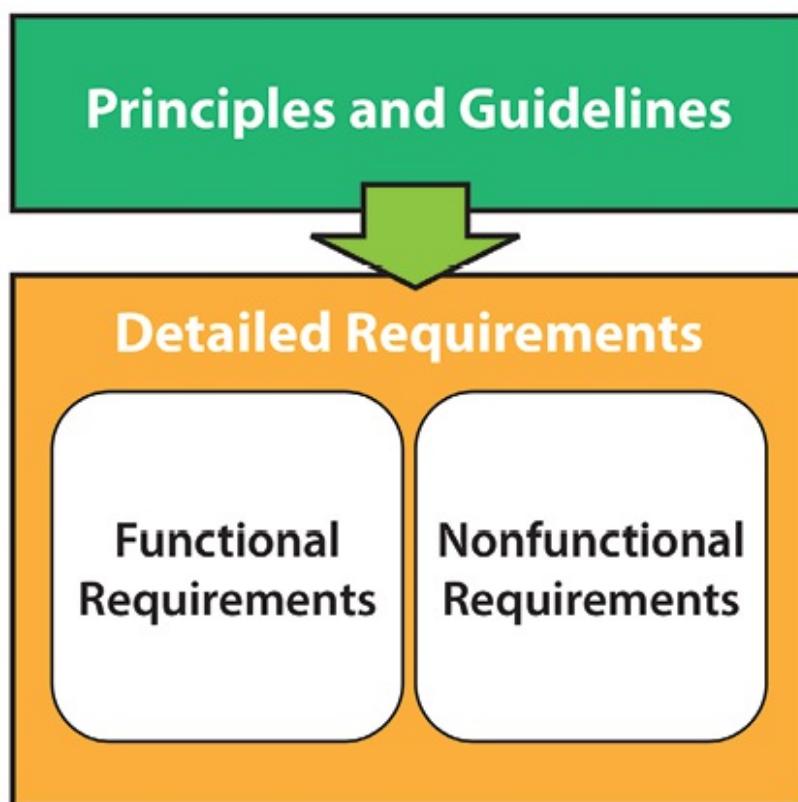 Principles and Guidelines
Detailed Requirements
Functional
Requirements
Nonfunctional
Requirements